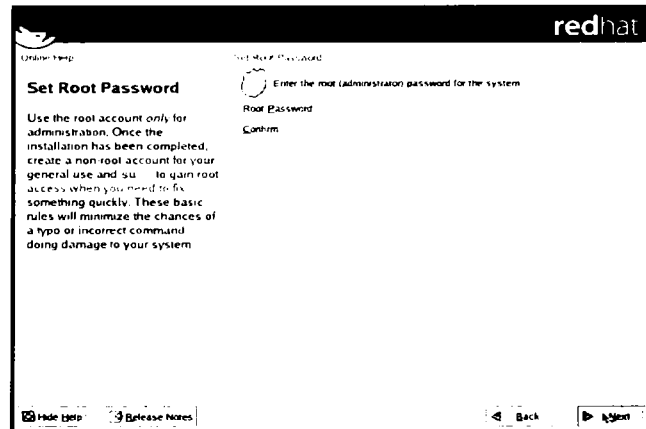 redhat
Online Help
Set Root Password
Set Root Password
Enter the root (administrator) password for the system
Root Password
Confirm
Use the root account only for
administration. Once the
installation has been completed,
create a non-root account for your
general use and su to gain root
access when you need to fix
something quickly. These basic
rules will minimize the chances of
a typo or incorrect command
doing damage to your system
Hide Help
Release Notes
Back
Next